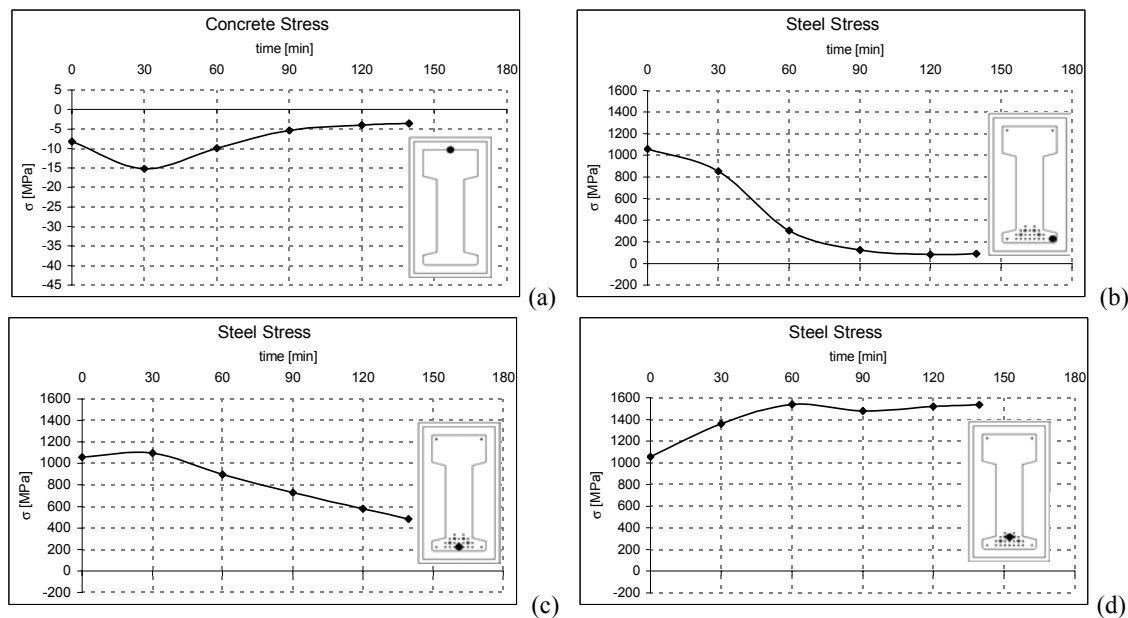 Concrete Stress
time [min]
0 30 60 90 120 150 180
5
0
-5
-10
-15
-20
-25
-30
-35
-40
-45
σ [MPa]
(a)
Steel Stress
time [min]
0 30 60 90 120 150 180
1600
1400
1200
1000
800
600
400
200
0
-200
σ [MPa]
(b)
Steel Stress
time [min]
0 30 60 90 120 150 180
1600
1400
1200
1000
800
600
400
200
0
-200
σ [MPa]
(c)
Steel Stress
time [min]
0 30 60 90 120 150 180
1600
1400
1200
1000
800
600
400
200
0
-200
σ [MPa]
(d)